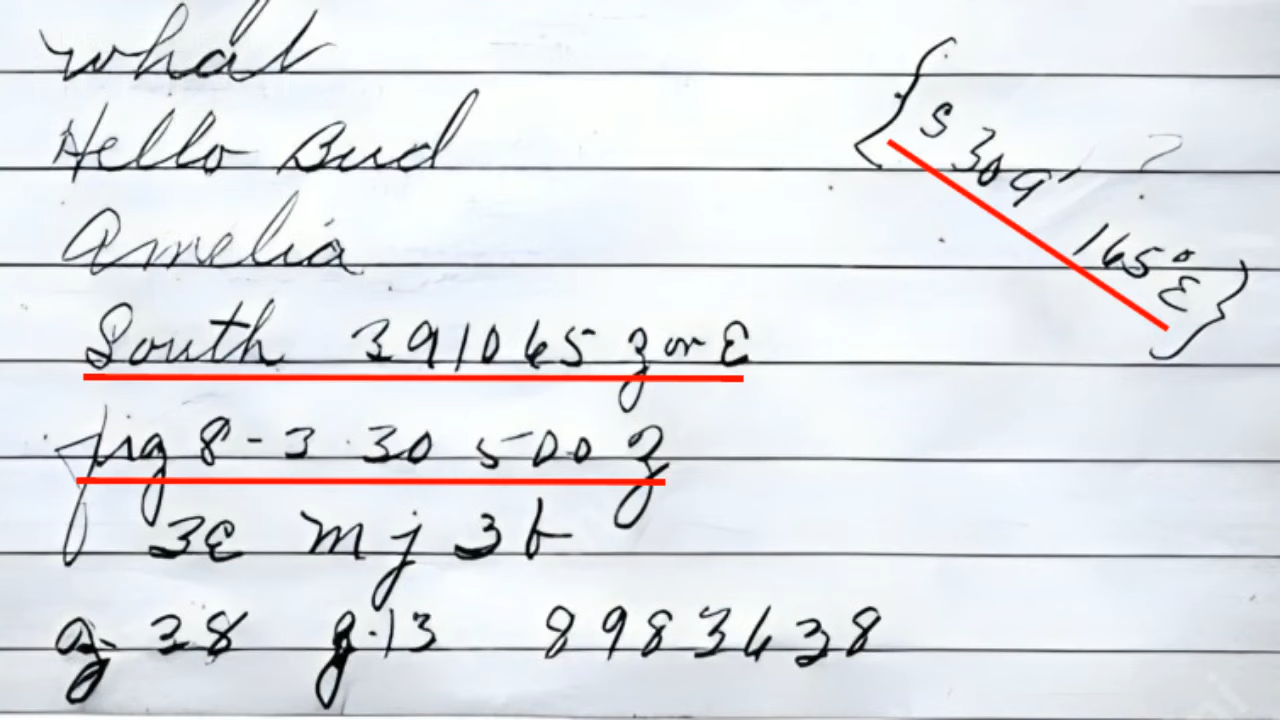 what
Hello Bud
Amelia
South 391065 z or E
fig 8 - 3 . 30 500 z
3E mj 3b
z 38 z.13 8983638
{ S 309' 165°E } ?